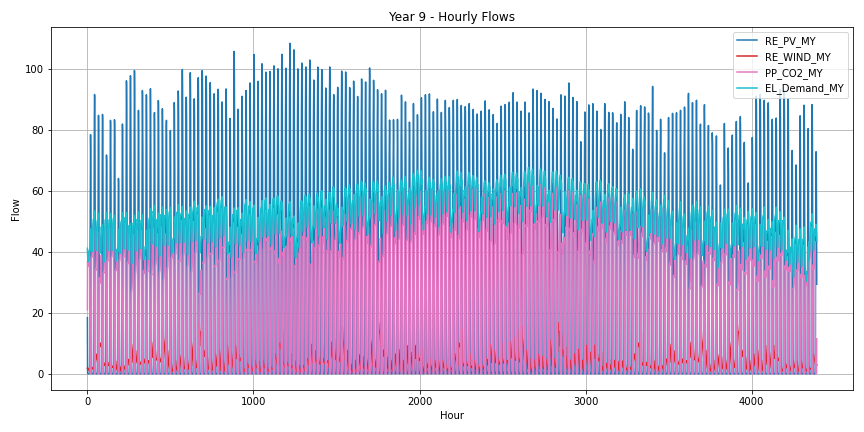 Year 9 - Hourly Flows
RE_PV_MY
RE_WIND_MY
PP_CO2_MY
EL_Demand_MY
Flow
100
80
60
40
20
0
0
1000
2000
3000
4000
Hour